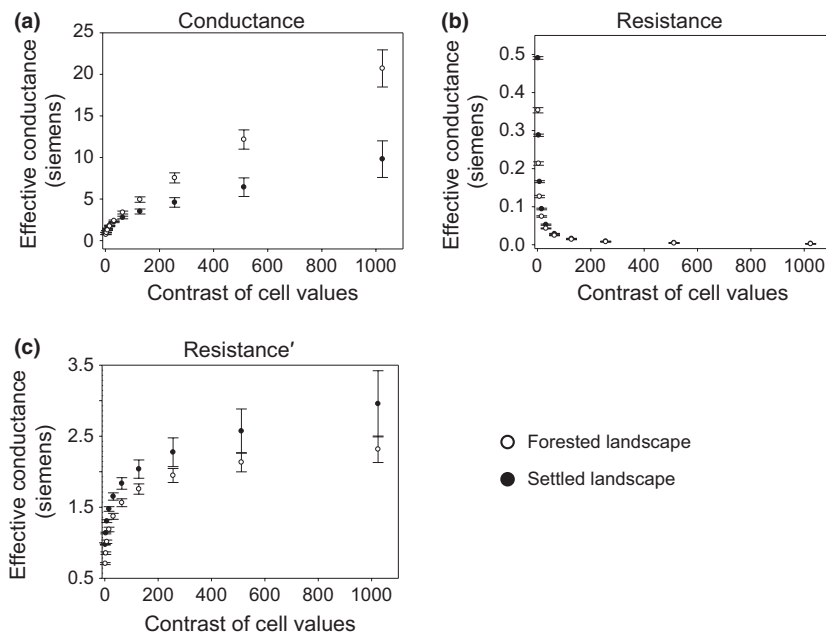 (a) Conductance
Effective conductance
(siemens)
25
20
15
10
5
0
0 200 400 600 800 1000
Contrast of cell values
(b) Resistance
Effective conductance
(siemens)
0.5
0.4
0.3
0.2
0.1
0.0
0 200 400 600 800 1000
Contrast of cell values
(c) Resistance′
Effective conductance
(siemens)
3.5
2.5
1.5
0.5
0 200 400 600 800 1000
Contrast of cell values
Forested landscape
Settled landscape